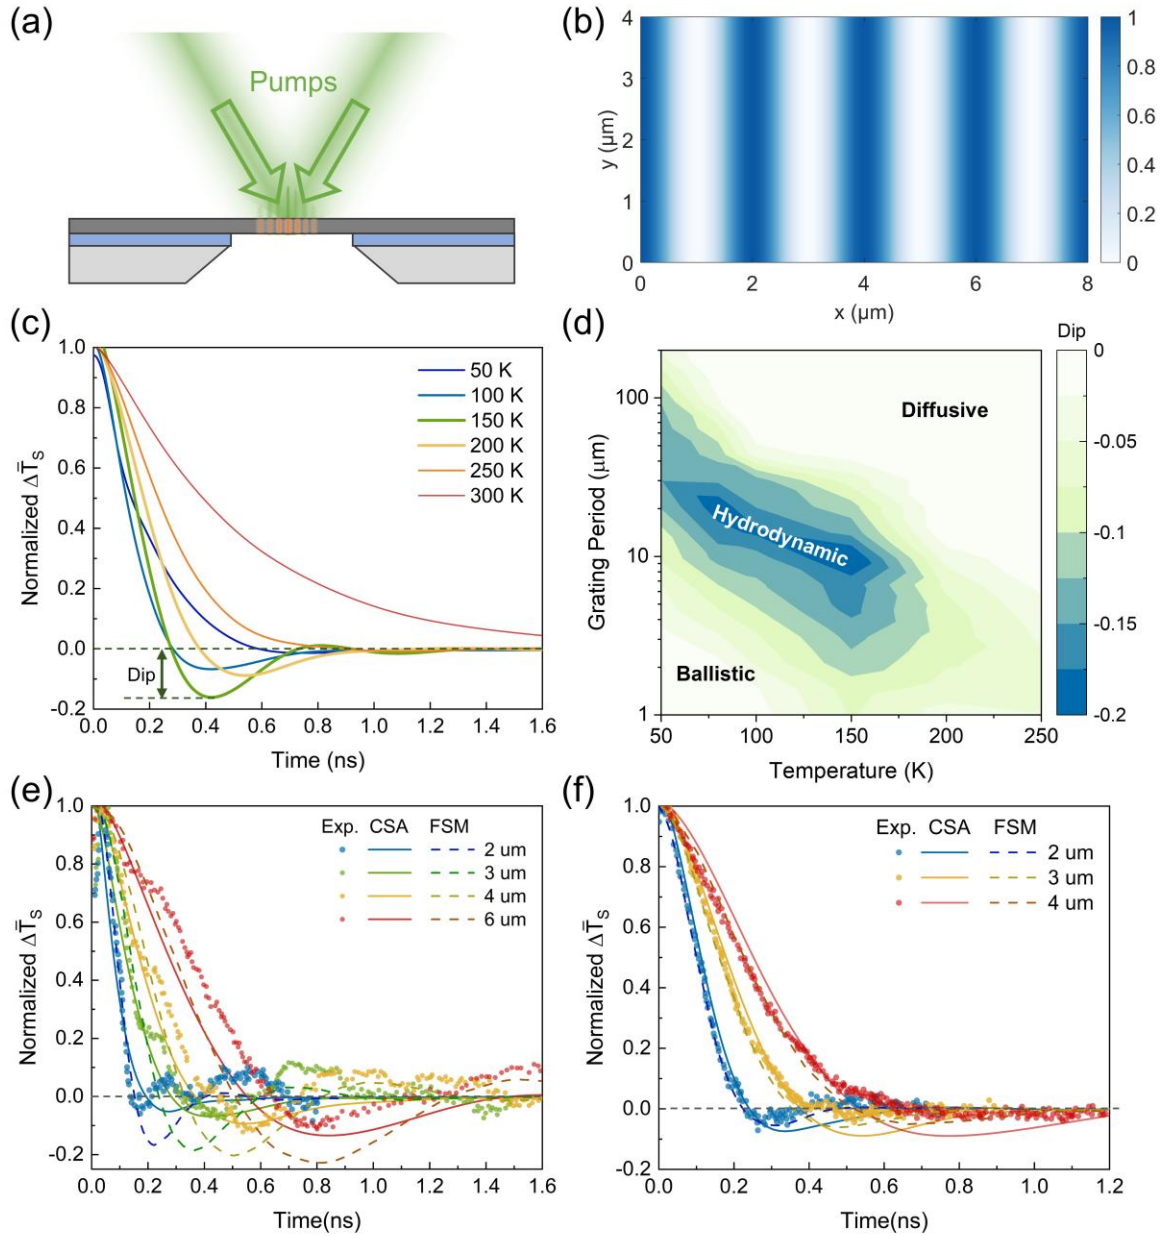 (a)
Pumps
(b)
4
3
2
1
0
y (μm)
0 2 4 6 8
x (μm)
1
0.8
0.6
0.4
0.2
0
(c)
1.0
0.8
0.6
0.4
0.2
0.0
-0.2
Normalized ΔT̄S
50 K
100 K
150 K
200 K
250 K
300 K
Dip
0.0 0.2 0.4 0.6 0.8 1.0 1.2 1.4 1.6
Time (ns)
(d)
100
10
1
Grating Period (μm)
Diffusive
Hydrodynamic
Ballistic
50 100 150 200 250
Temperature (K)
Dip
0
-0.05
-0.1
-0.15
-0.2
(e)
1.0
0.8
0.6
0.4
0.2
0.0
-0.2
Normalized ΔT̄S
Exp. CSA FSM
2 um
3 um
4 um
6 um
0.0 0.2 0.4 0.6 0.8 1.0 1.2 1.4 1.6
Time(ns)
(f)
1.0
0.8
0.6
0.4
0.2
0.0
-0.2
Normalized ΔT̄S
Exp. CSA FSM
2 um
3 um
4 um
0.0 0.2 0.4 0.6 0.8 1.0 1.2
Time(ns)